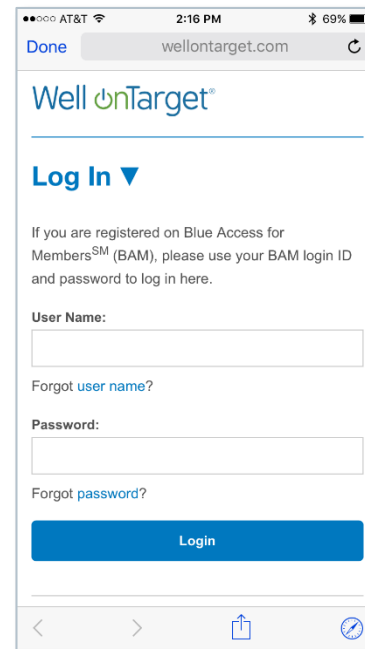 AT&T 2:16 PM 69%
Done wellontarget.com
Well onTarget®
Log In ▼
If you are registered on Blue Access for
Members℠ (BAM), please use your BAM login ID
and password to log in here.
User Name:
Forgot user name?
Password:
Forgot password?
Login